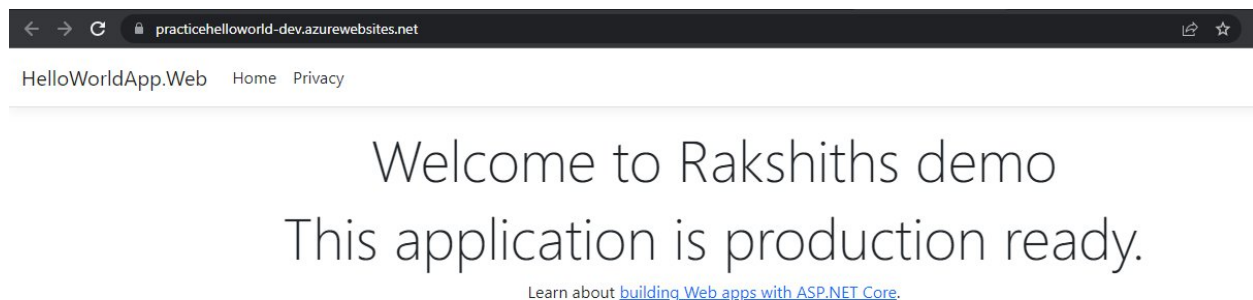 practicehelloworld-dev.azurewebsites.net
HelloWorldApp.Web Home Privacy
Welcome to Rakshiths demo
This application is production ready.
Learn about building Web apps with ASP.NET Core.